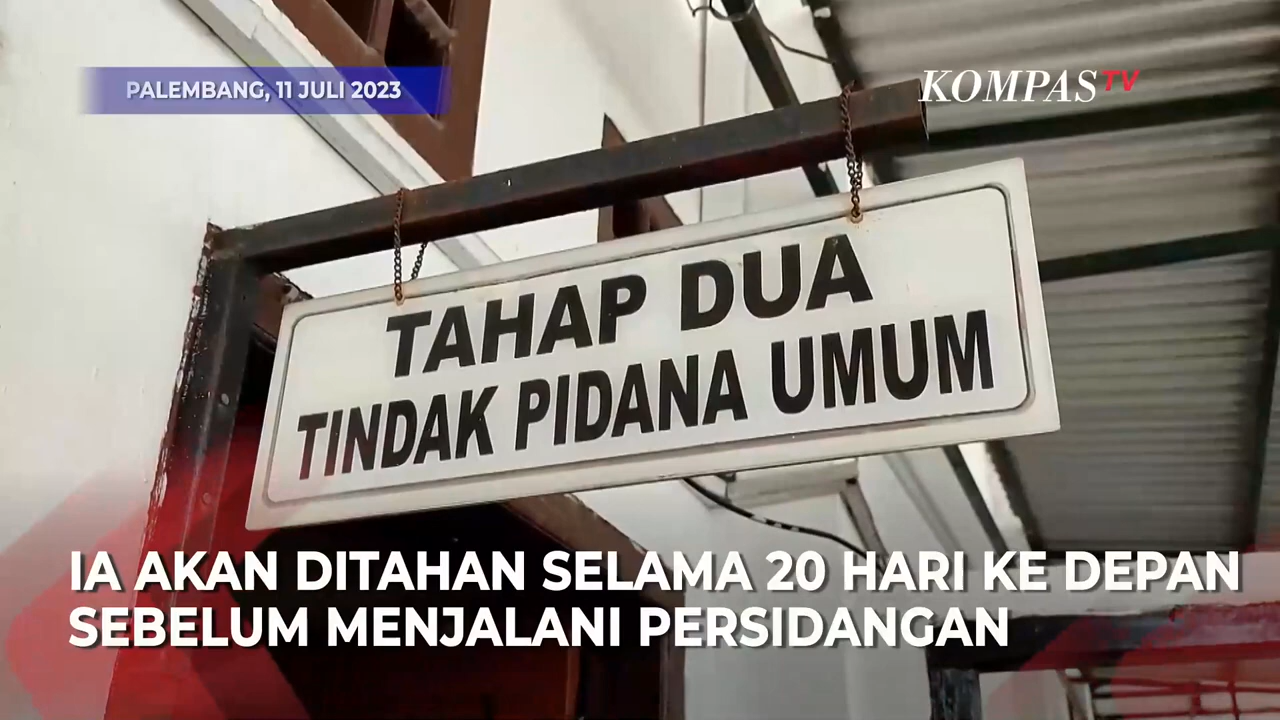 PALEMBANG, 11 JULI 2023
KOMPASTV
TAHAP DUA
TINDAK PIDANA UMUM
IA AKAN DITAHAN SELAMA 20 HARI KE DEPAN
SEBELUM MENJALANI PERSIDANGAN